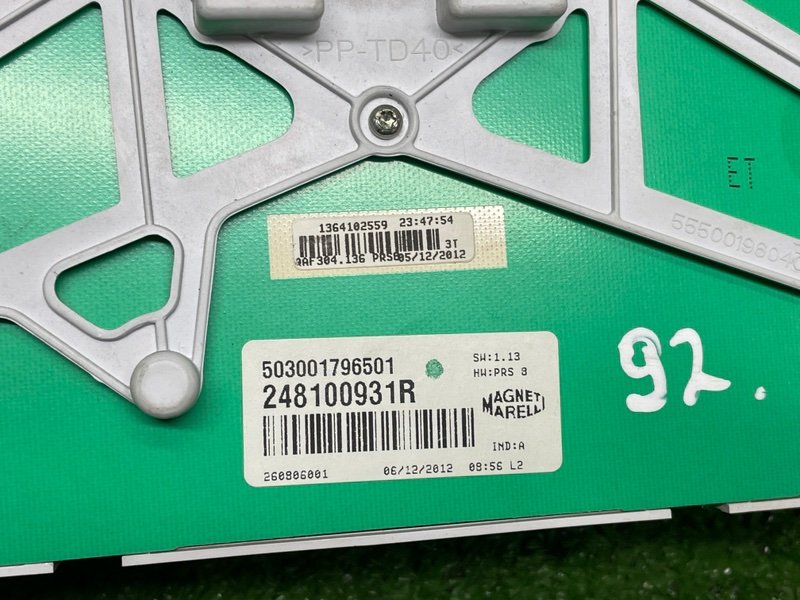 >PP-TD40<
ET
5550019604
1364102559 23:47:54
3T
AAF304.136 PRS8 05/12/2012
503001796501
248100931R
SW:1.13
HW:PRS 8
MAGNETI
MARELLI
IND:A
260806001 06/12/2012 08:56 L2
92.